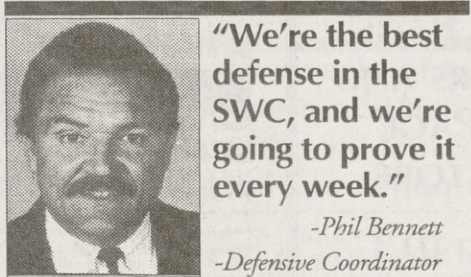 “We’re the best
defense in the
SWC, and we’re
going to prove it
every week.”
-Phil Bennett
-Defensive Coordinator